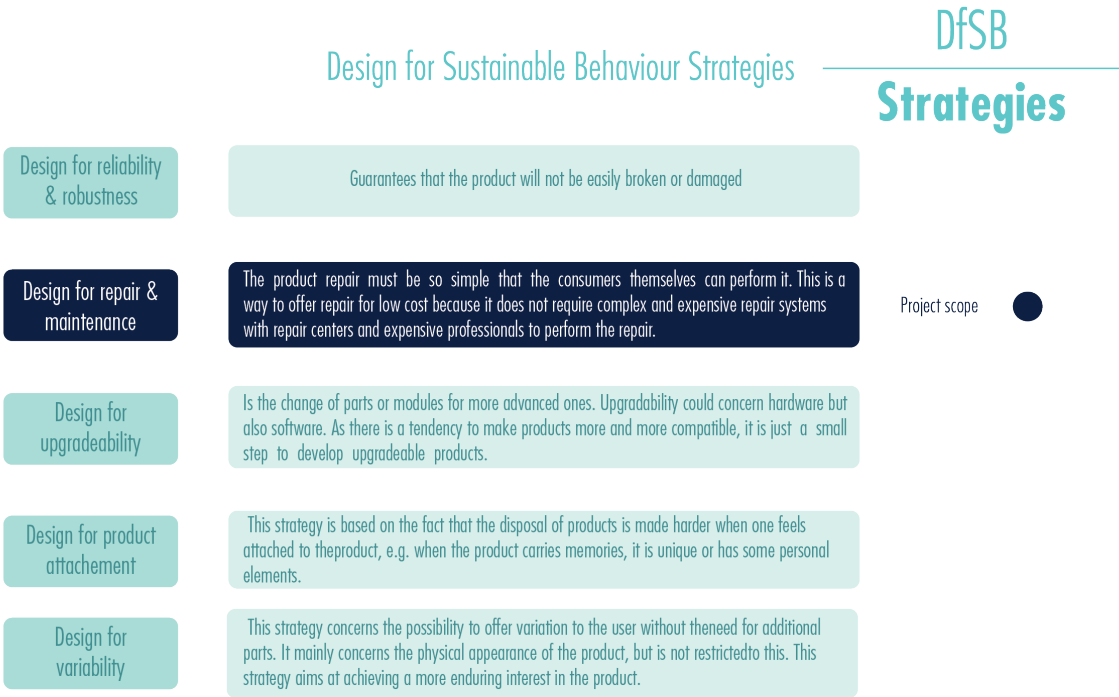 DfSB
Design for Sustainable Behaviour Strategies
Strategies
Design for reliability
& robustness
Guarantees that the product will not be easily broken or damaged
Design for repair &
maintenance
The product repair must be so simple that the consumers themselves can perform it. This is a
way to offer repair for low cost because it does not require complex and expensive repair systems
with repair centers and expensive professionals to perform the repair.
Project scope
Design for
upgradeability
Is the change of parts or modules for more advanced ones. Upgradability could concern hardware but
also software. As there is a tendency to make products more and more compatible, it is just a small
step to develop upgradeable products.
Design for product
attachement
This strategy is based on the fact that the disposal of products is made harder when one feels
attached to theproduct, e.g. when the product carries memories, it is unique or has some personal
elements.
Design for
variability
This strategy concerns the possibility to offer variation to the user without theneed for additional
parts. It mainly concerns the physical appearance of the product, but is not restrictedto this. This
strategy aims at achieving a more enduring interest in the product.